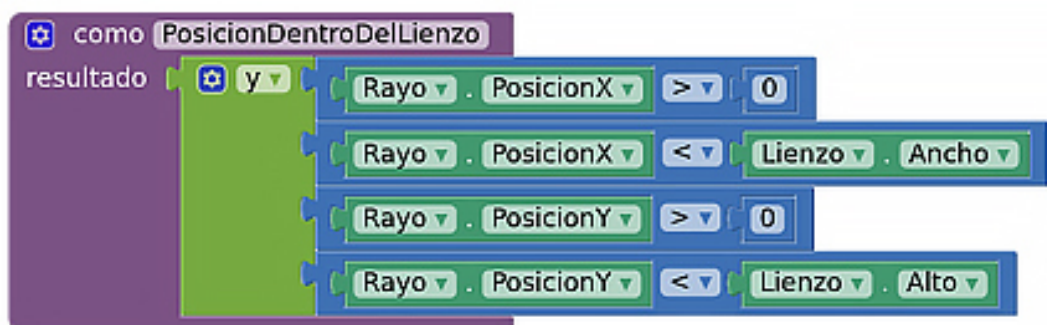 como PosicionDentroDelLienzo
resultado y Rayo . PosicionX > 0
Rayo . PosicionX < Lienzo . Ancho
Rayo . PosicionY > 0
Rayo . PosicionY < Lienzo . Alto